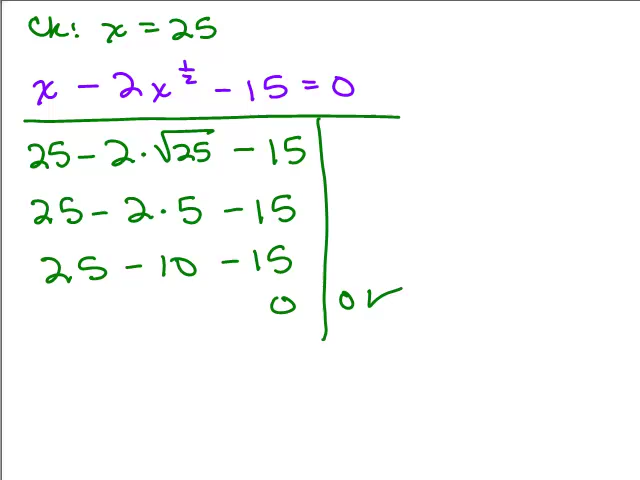 Ck: x = 25
x - 2x^{1/2} - 15 = 0
25 - 2 · √25 - 15
25 - 2 · 5 - 15
25 - 10 - 15
0 | 0 ✓